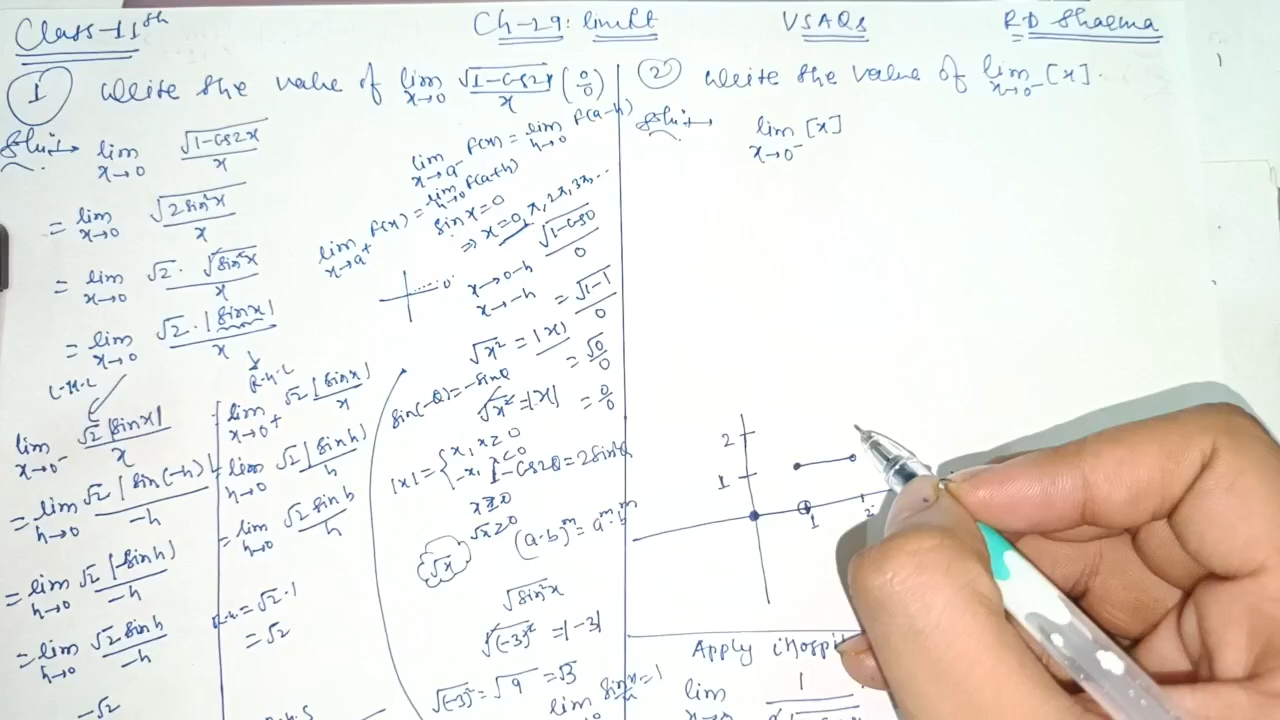 Class-11th
Ch-29: Limit
VSAQs
RD Sharma
1 Write the value of lim x→0 √(1-cos2x)/x (0/0)
Soln:→ lim x→0 √(1-cos2x)/x
= lim x→0 √(2sin²x)/x
= lim x→0 √2·√(sin²x)/x
= lim x→0 √2·|sinx|/x
L-H-L
R-H-L
lim x→0⁻ √2|sinx|/x
= lim h→0 √2|sin(-h)|/-h
= lim h→0 √2|-sinh|/-h
= lim h→0 √2sinh/-h
-√2
lim x→0+ √2|sinx|/x
lim h→0 √2|sinh|/h
= lim h→0 √2sinh/h
= √2·1
= √2
lim x→a⁻ f(x) = lim h→0 f(a-h)
lim x→a+ f(x) = lim h→0 f(a+h)
sinx=0
⇒ x=0, π, 2π, 3π,...
√(1-cos0)/0
x→0-h
x→-h
= √(1-1)/0
= √0/0
= 0/0
√x² = |x|
sin(-θ)=-sinθ
√x² = |x|
|x| = { x, x≥0
-x, x<0
1-cos2θ=2sin²θ
x≥0
√x≥0
√x
(a·b)^m = a^m·b^m
√sin²x
√(-3)² = |-3|
√(-3)² = √9 = √3
lim sinx/x=1
2 Write the value of lim x→0⁻ [x].
Soln:→ lim x→0⁻ [x]
2
1
1
2
Apply
lim
1